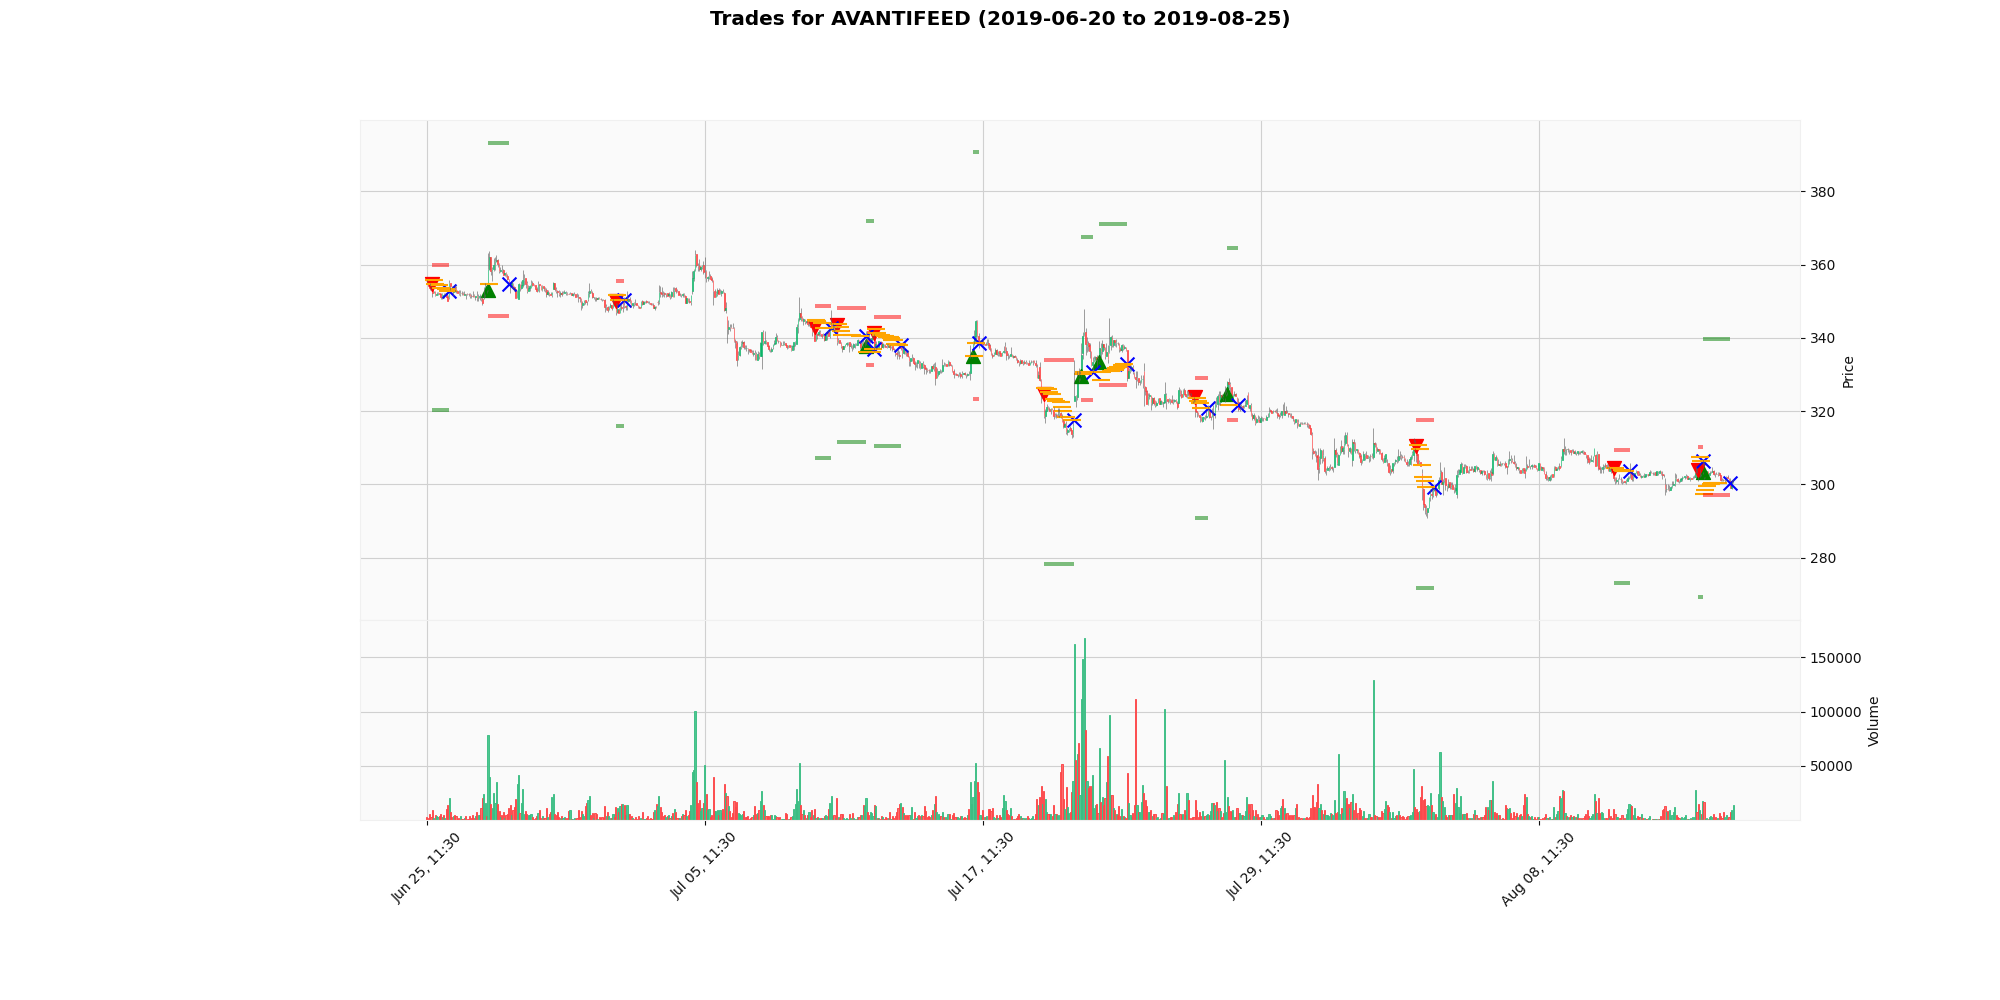 Trades for AVANTIFEED (2019-06-20 to 2019-08-25)
380
360
340
320
300
280
Price
150000
100000
50000
Volume
Jun 25, 11:30
Jul 05, 11:30
Jul 17, 11:30
Jul 29, 11:30
Aug 08, 11:30